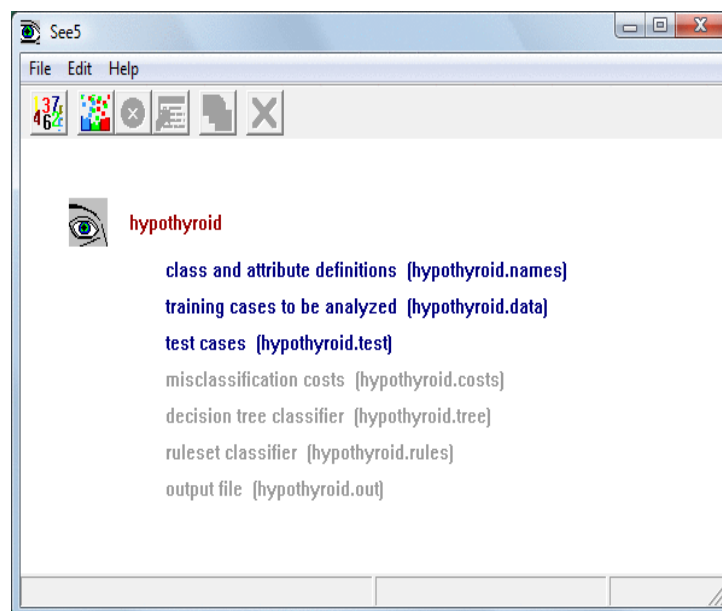 See5
File Edit Help
hypothyroid
class and attribute definitions (hypothyroid.names)
training cases to be analyzed (hypothyroid.data)
test cases (hypothyroid.test)
misclassification costs (hypothyroid.costs)
decision tree classifier (hypothyroid.tree)
ruleset classifier (hypothyroid.rules)
output file (hypothyroid.out)